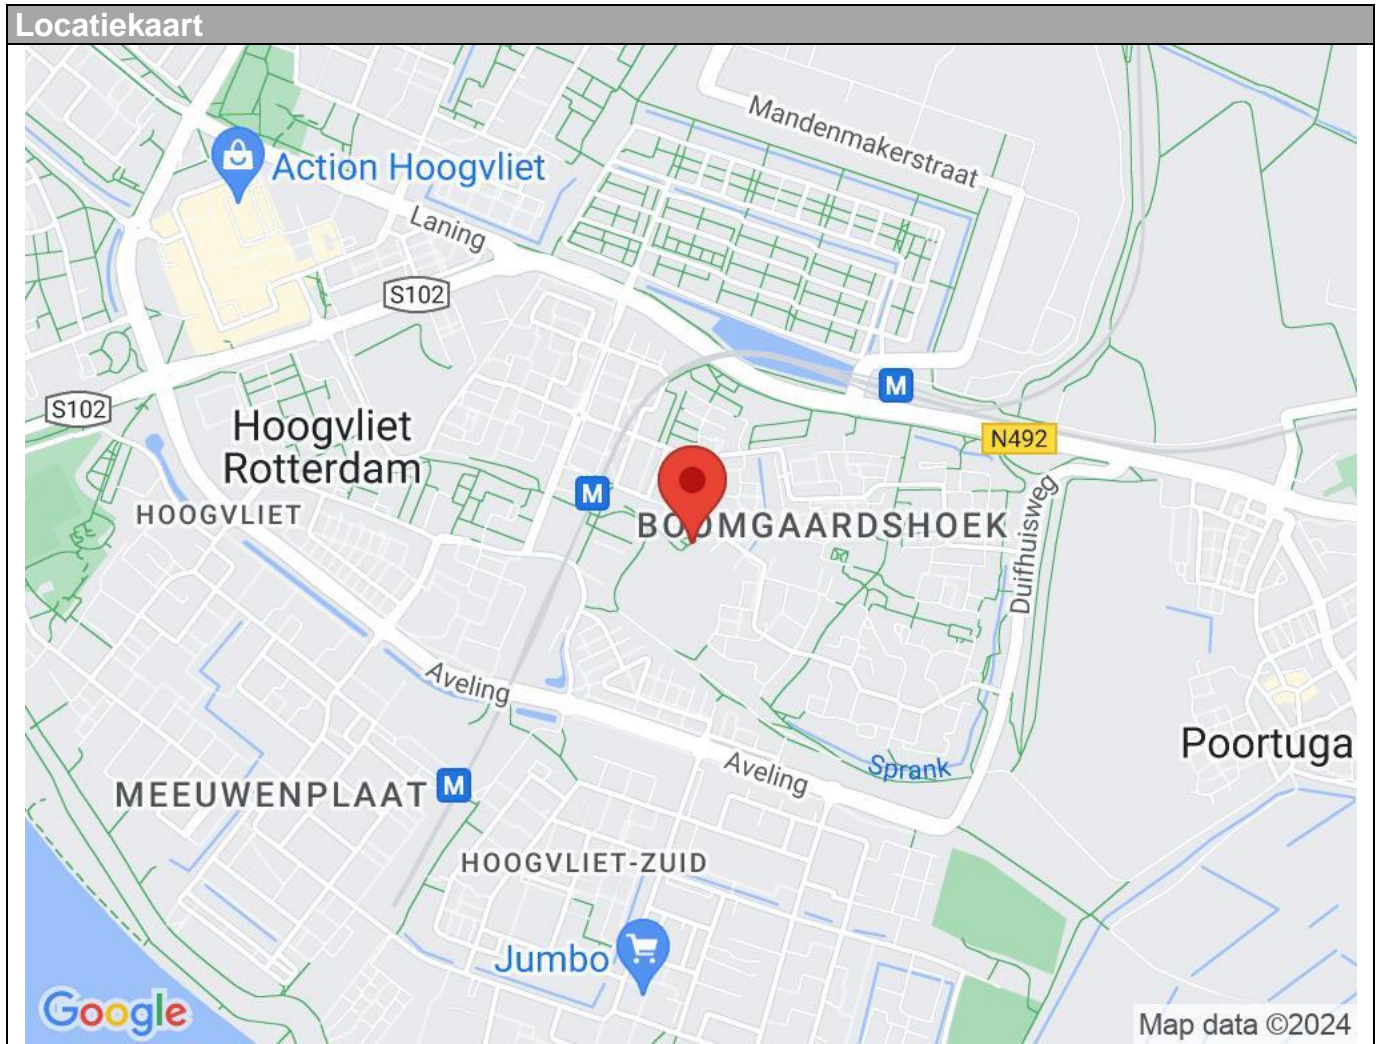 Locatiekaart
Mandenmakerstraat
Action Hoogvliet
Laning
S102
M
S102
Hoogvliet
Rotterdam
N492
M
HOOGVLIET
BOOMGAARDSHOEK
Duifhuisweg
Aveling
Poortuga
Aveling
Sprank
MEEUWENPLAAT
M
HOOGVLIET-ZUID
Jumbo
Google
Map data ©2024